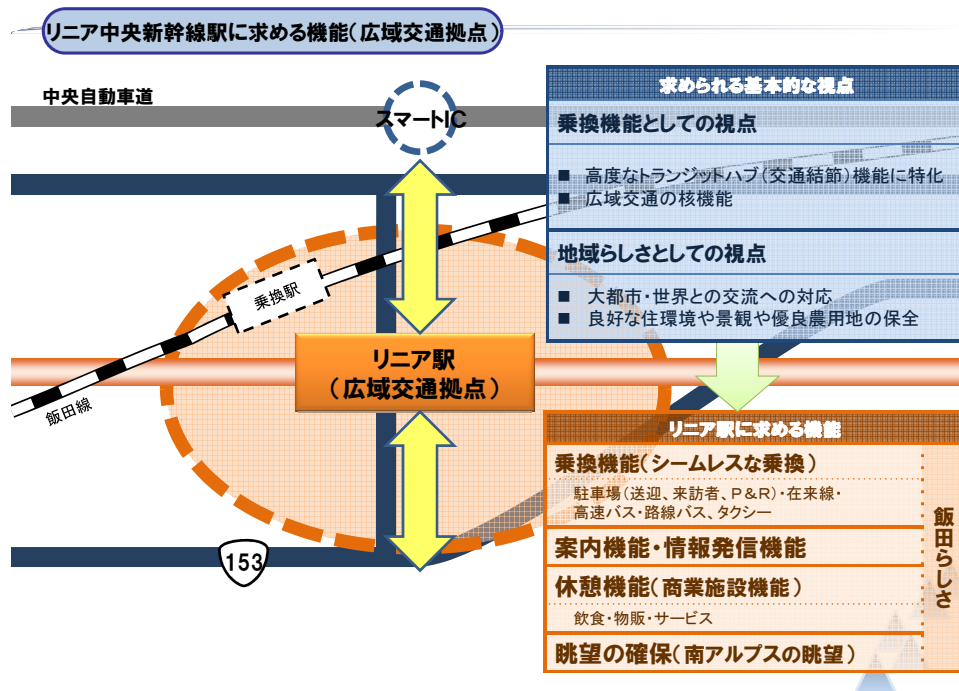 リニア中央新幹線駅に求める機能(広域交通拠点)
中央自動車道
スマートIC
乗換駅
リニア駅
(広域交通拠点)
飯田線
153
求められる基本的な視点
乗換機能としての視点
■ 高度なトランジットハブ(交通結節)機能に特化
■ 広域交通の核機能
地域らしさとしての視点
■ 大都市・世界との交流への対応
■ 良好な住環境や景観や優良農用地の保全
リニア駅に求める機能
乗換機能(シームレスな乗換)
駐車場(送迎、来訪者、P&R)・在来線・
高速バス・路線バス、タクシー
案内機能・情報発信機能
休憩機能(商業施設機能)
飲食・物販・サービス
眺望の確保(南アルプスの眺望)
飯田らしさ